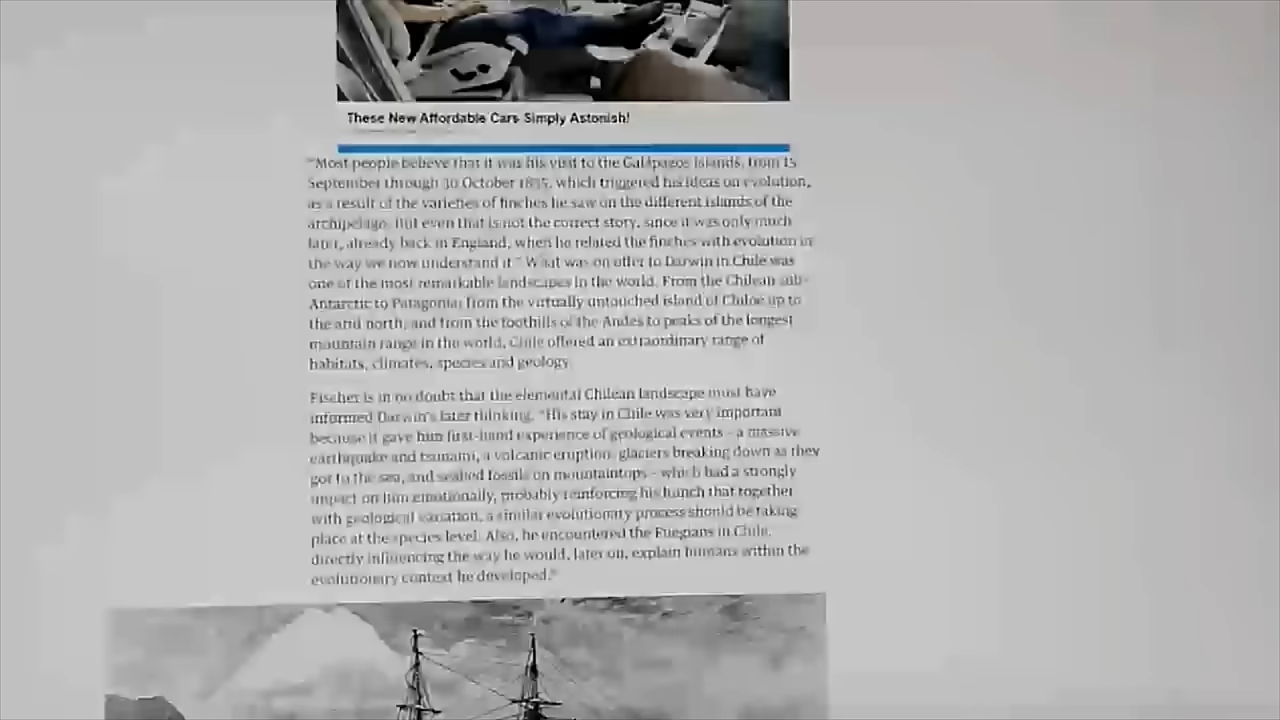 These New Affordable Cars Simply Astonish!
"Most people believe that it was his visit to the Galápagos Islands, from 15
September through 30 October 1835, which triggered his ideas on evolution,
as a result of the varieties of finches he saw on the different islands of the
archipelago. But even that is not the correct story, since it was only much
later, already back in England, when he related the finches with evolution in
the way we now understand it." What was on offer to Darwin in Chile was
one of the most remarkable landscapes in the world. From the Chilean sub-
Antarctic to Patagonia; from the virtually untouched island of Chiloe up to
the arid north; and from the foothills of the Andes to peaks of the longest
mountain range in the world, Chile offered an extraordinary range of
habitats, climates, species and geology.
Fischer is in no doubt that the elemental Chilean landscape must have
informed Darwin's later thinking. "His stay in Chile was very important
because it gave him first-hand experience of geological events – a massive
earthquake and tsunami, a volcanic eruption, glaciers breaking down as they
got to the sea, and seabed fossils on mountaintops – which had a strongly
impact on him emotionally, probably reinforcing his hunch that together
with geological variation, a similar evolutionary process should be taking
place at the species level. Also, he encountered the Fuegians in Chile,
directly influencing the way he would, later on, explain humans within the
evolutionary context he developed."